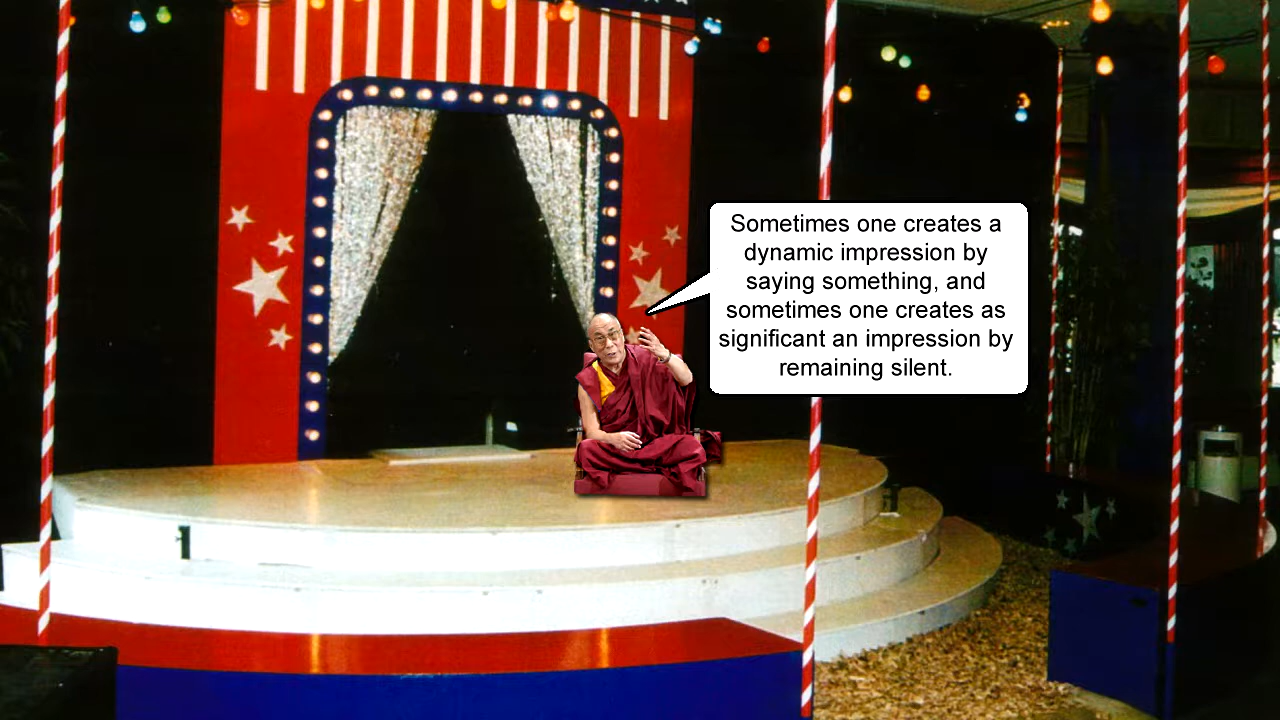 Sometimes one creates a
dynamic impression by
saying something, and
sometimes one creates as
significant an impression by
remaining silent.